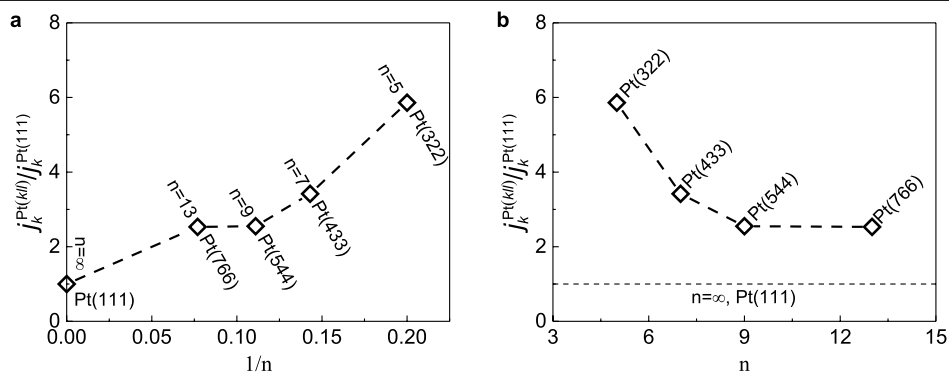 a
8
6
4
2
0
j_k^Pt(kll)/j_k^Pt(111)
n=∞
Pt(111)
n=13
Pt(766)
n=9
Pt(544)
n=7
Pt(433)
n=5
Pt(322)
0.00 0.05 0.10 0.15 0.20
1/n
b
8
6
4
2
0
j_k^Pt(kll)/j_k^Pt(111)
Pt(322)
Pt(433)
Pt(544)
Pt(766)
n=∞, Pt(111)
3 6 9 12 15
n